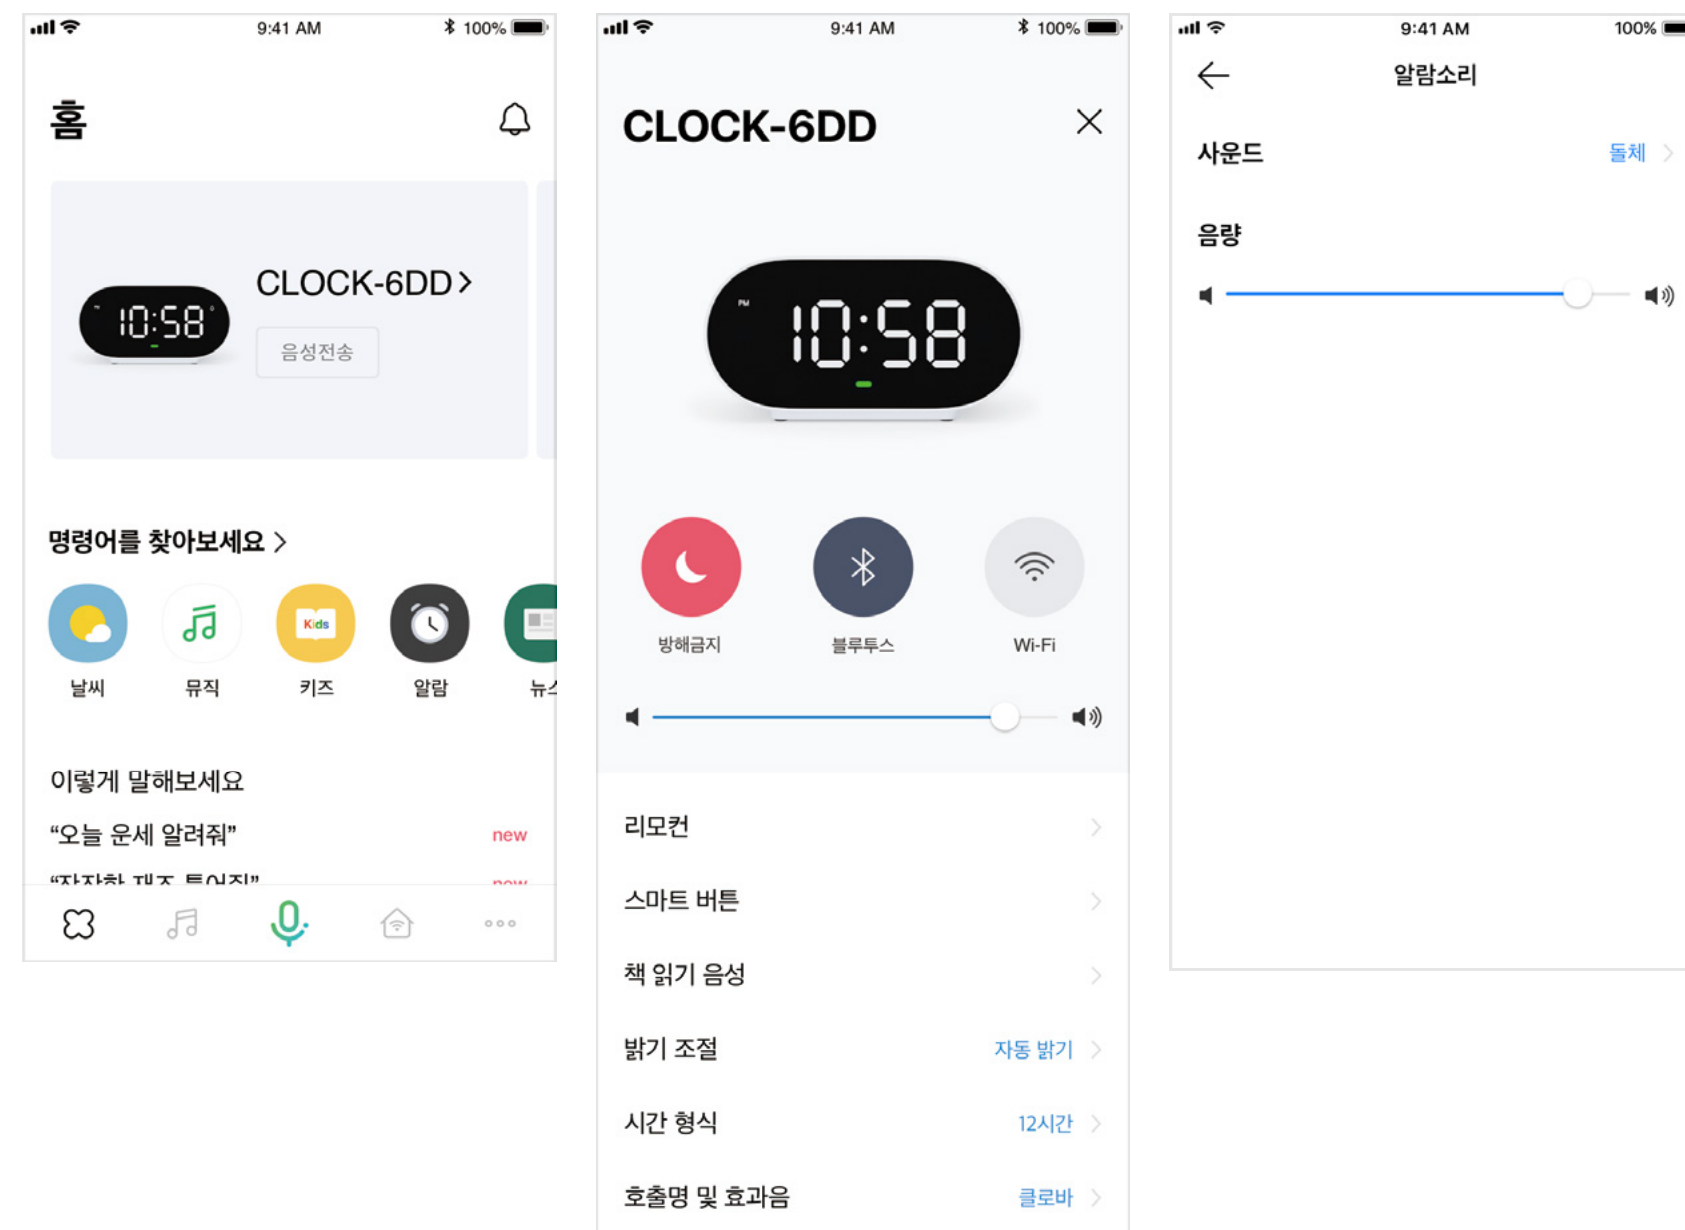 9:41 AM
100%
홈
CLOCK-6DD
10:58
음성전송
명령어를 찾아보세요
Kids
날씨
뮤직
키즈
알람
이렇게 말해보세요
“오늘 운세 알려줘”
new
9:41 AM
100%
CLOCK-6DD
PM
10:58
방해금지
블루투스
Wi-Fi
리모컨
스마트 버튼
책 읽기 음성
밝기 조절
자동 밝기
시간 형식
12시간
호출명 및 효과음
클로바
9:41 AM
100%
알람소리
사운드
돌체
음량